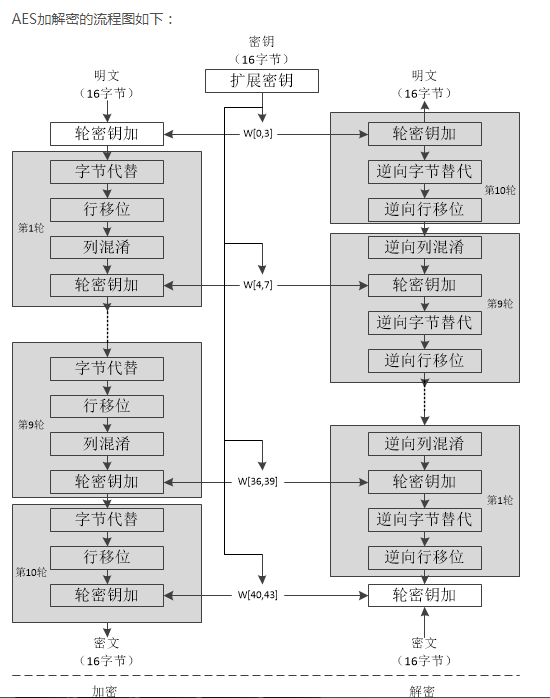 AES加解密的流程图如下：
密钥
（16字节）
扩展密钥
明文
（16字节）
轮密钥加
第1轮
字节代替
行移位
列混淆
轮密钥加
第9轮
字节代替
行移位
列混淆
轮密钥加
第10轮
字节代替
行移位
轮密钥加
密文
（16字节）
加密
W[0,3]
W[4,7]
W[36,39]
W[40,43]
明文
（16字节）
轮密钥加
逆向字节替代
逆向行移位
第10轮
逆向列混淆
轮密钥加
逆向字节替代
逆向行移位
第9轮
逆向列混淆
轮密钥加
逆向字节替代
逆向行移位
第1轮
轮密钥加
密文
（16字节）
解密